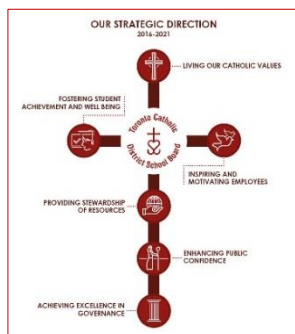 OUR STRATEGIC DIRECTION
2016-2021
LIVING OUR CATHOLIC VALUES
FOSTERING STUDENT
ACHIEVEMENT AND WELL BEING
Toronto Catholic
District School Board
INSPIRING AND
MOTIVATING EMPLOYEES
PROVIDING STEWARDSHIP
OF RESOURCES
ENHANCING PUBLIC
CONFIDENCE
ACHIEVING EXCELLENCE IN
GOVERNANCE